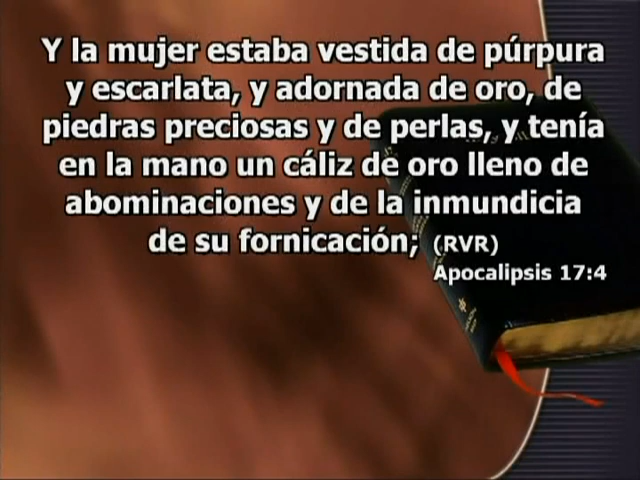 Y la mujer estaba vestida de púrpura
y escarlata, y adornada de oro, de
piedras preciosas y de perlas, y tenía
en la mano un cáliz de oro lleno de
abominaciones y de la inmundicia
de su fornicación; (RVR)
Apocalipsis 17:4